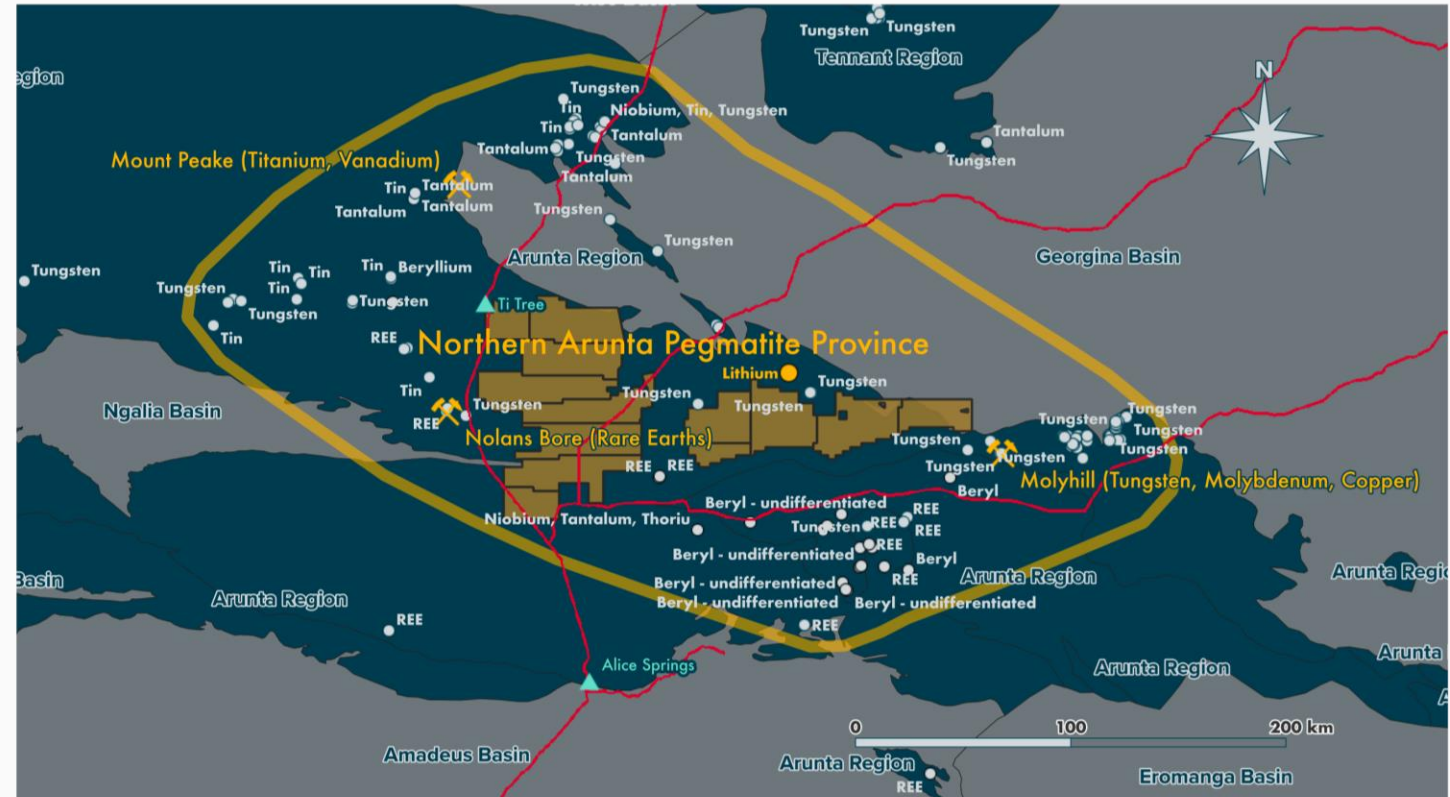 Tungsten
Tungsten
Tennant Region
egion
N
Tungsten
Tin
Niobium, Tin, Tungsten
Tin
Tantalum
Tantalum
Tungsten
Tantalum
Tantalum
Tungsten
Mount Peake (Titanium, Vanadium)
Tin
Tantalum
Tantalum
Tantalum
Tungsten
Tungsten
Arunta Region
Georgina Basin
Tungsten
Tin
Tin
Tin
Beryllium
Tungsten
Tin
Tungsten
Tungsten
Tin
Ti Tree
REE
Northern Arunta Pegmatite Province
Lithium
Tin
Tungsten
Tungsten
Tungsten
Ngalia Basin
Tungsten
REE
Nolans Bore (Rare Earths)
Tungsten
Tungsten
Tungsten
Tungsten
Tungsten
Tungsten
Tungsten
REE
REE
Beryl
Molyhill (Tungsten, Molybdenum, Copper)
Beryl - undifferentiated
Niobium, Tantalum, Thoriu
Tungsten
REE
REE
REE
Beryl - undifferentiated
REE
Beryl
Basin
Beryl - undifferentiated
REE
Arunta Region
Arunta Regio
Arunta Region
Beryl - undifferentiated
Beryl - undifferentiated
REE
REE
Arunta
Alice Springs
Arunta Region
0
100
200 km
Amadeus Basin
Arunta Region
REE
Eromanga Basin